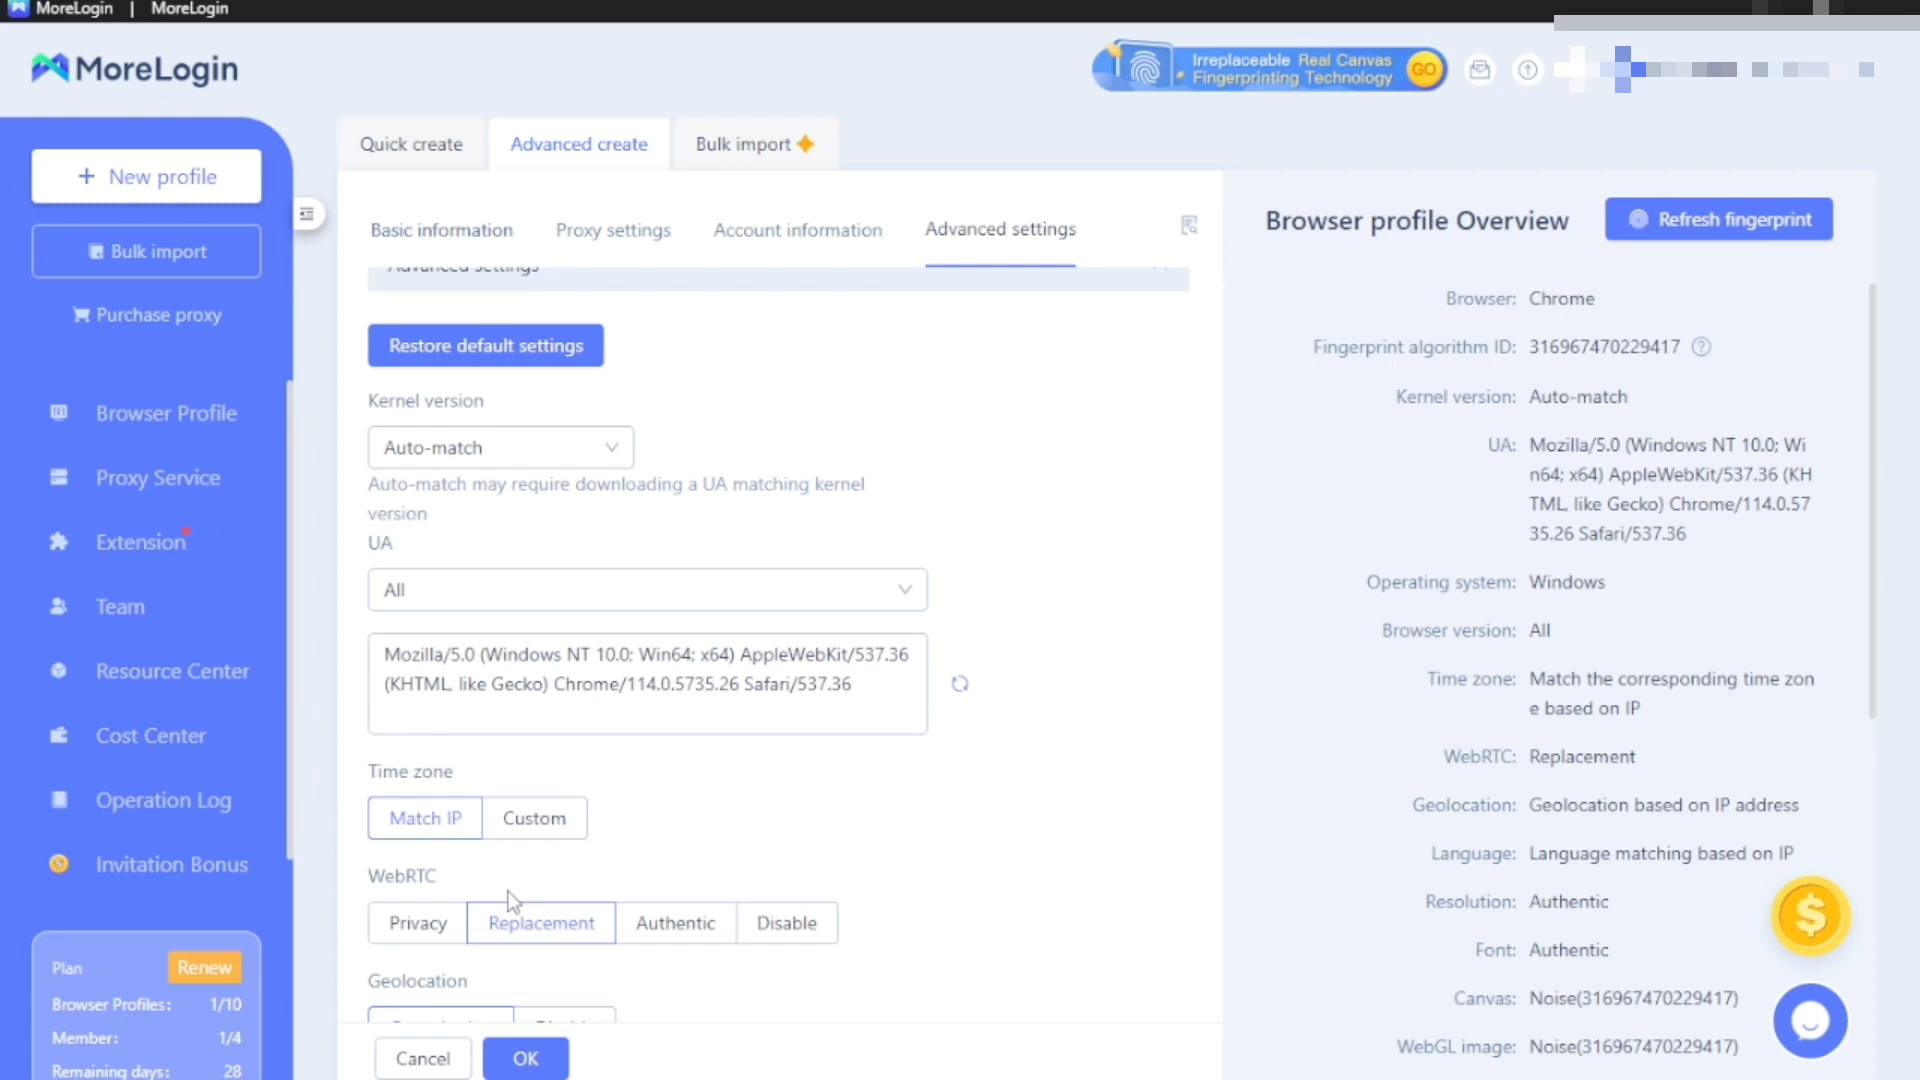 MoreLogin | MoreLogin
MoreLogin
Irreplaceable Real Canvas
Fingerprinting Technology
GO
+ New profile
Bulk import
Purchase proxy
Browser Profile
Proxy Service
Extension
Team
Resource Center
Cost Center
Operation Log
Invitation Bonus
Plan
Renew
Browser Profiles: 1/10
Member: 1/4
Remaining days: 28
Quick create
Advanced create
Bulk import
Basic information
Proxy settings
Account information
Advanced settings
Advanced settings
Restore default settings
Kernel version
Auto-match
Auto-match may require downloading a UA matching kernel
version
UA
All
Mozilla/5.0 (Windows NT 10.0; Win64; x64) AppleWebKit/537.36
(KHTML, like Gecko) Chrome/114.0.5735.26 Safari/537.36
Time zone
Match IP
Custom
WebRTC
Privacy
Replacement
Authentic
Disable
Geolocation
Cancel
OK
Browser profile Overview
Refresh fingerprint
Browser: Chrome
Fingerprint algorithm ID: 316967470229417
Kernel version: Auto-match
UA: Mozilla/5.0 (Windows NT 10.0; Wi
n64; x64) AppleWebKit/537.36 (KH
TML, like Gecko) Chrome/114.0.57
35.26 Safari/537.36
Operating system: Windows
Browser version: All
Time zone: Match the corresponding time zon
e based on IP
WebRTC: Replacement
Geolocation: Geolocation based on IP address
Language: Language matching based on IP
Resolution: Authentic
Font: Authentic
Canvas: Noise(316967470229417)
WebGL image: Noise(316967470229417)